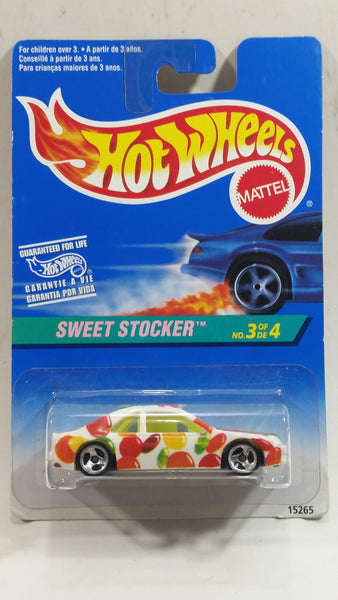 For children over 3. • A partir de 3 años.
Conseillé à partir de 3 ans.
Para crianças maiores de 3 anos.
HOT WHEELS
MATTEL
®
GUARANTEED FOR LIFE
Hot Wheels
GARANTIE À VIE
GARANTIA POR VIDA
SWEET STOCKER™
NO. 3 OF DE 4
15265